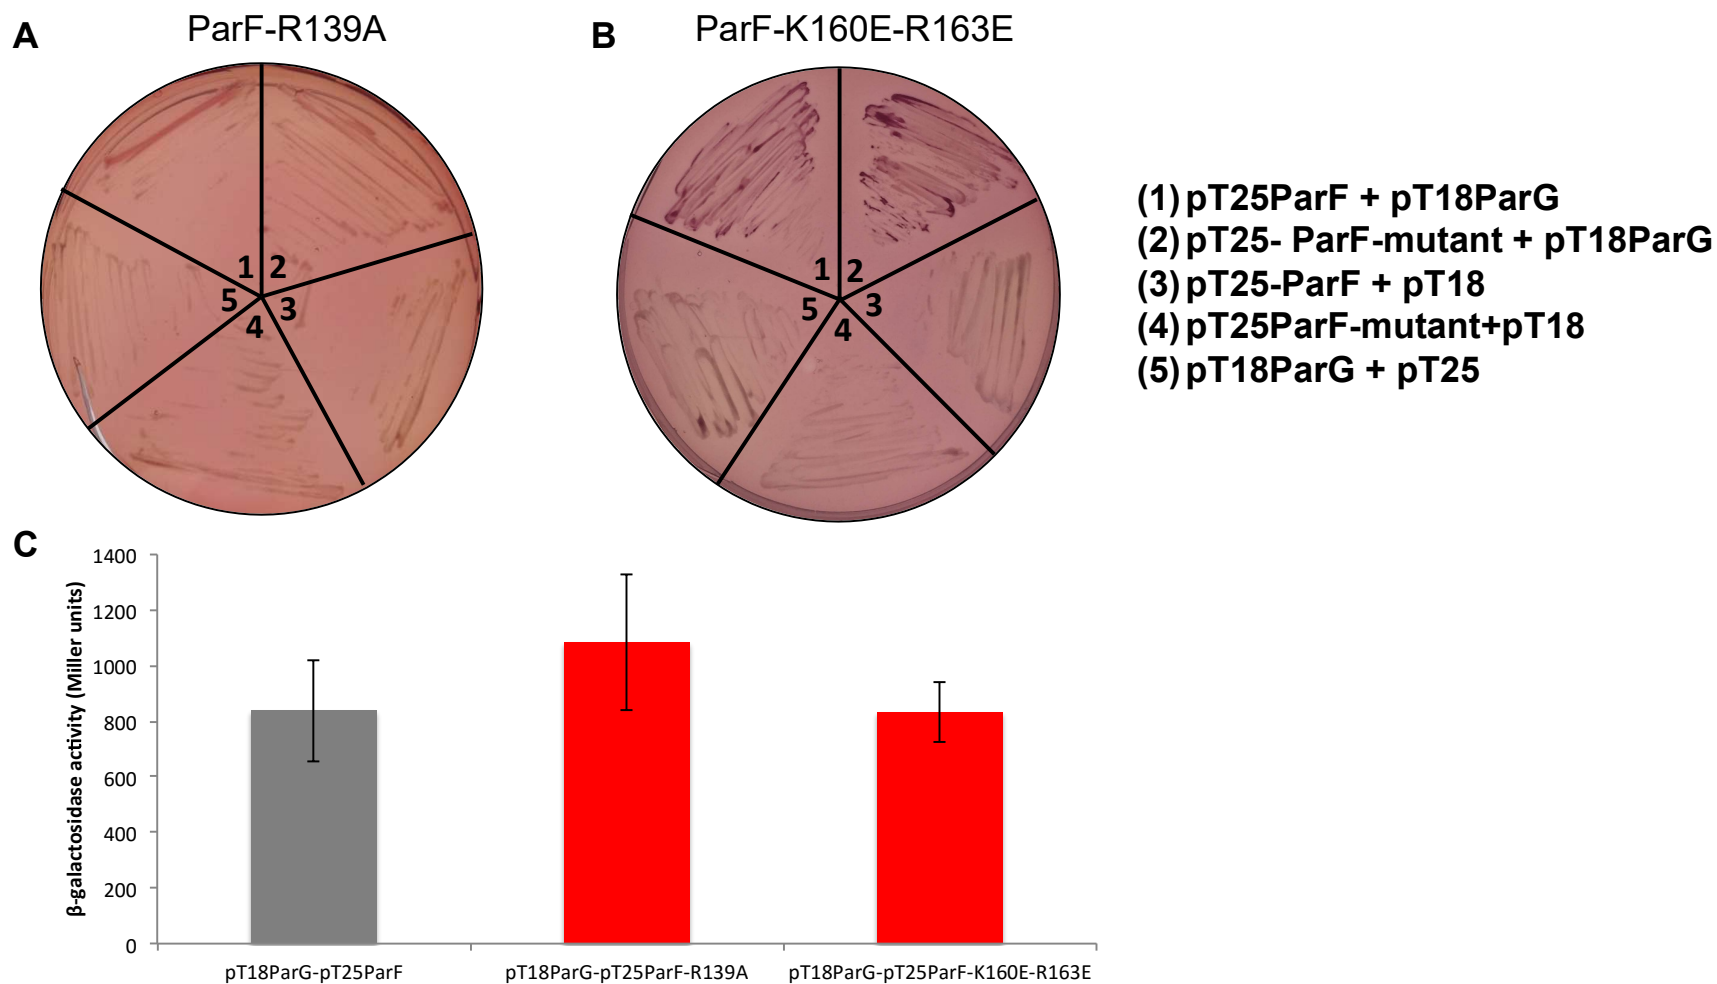 A
ParF-R139A
B
ParF-K160E-R163E
1
2
3
4
5
1
2
3
4
5
(1) pT25ParF + pT18ParG
(2) pT25- ParF-mutant + pT18ParG
(3) pT25-ParF + pT18
(4) pT25ParF-mutant+pT18
(5) pT18ParG + pT25
C
β-galactosidase activity (Miller units)
1400
1200
1000
800
600
400
200
0
pT18ParG-pT25ParF
pT18ParG-pT25ParF-R139A
pT18ParG-pT25ParF-K160E-R163E